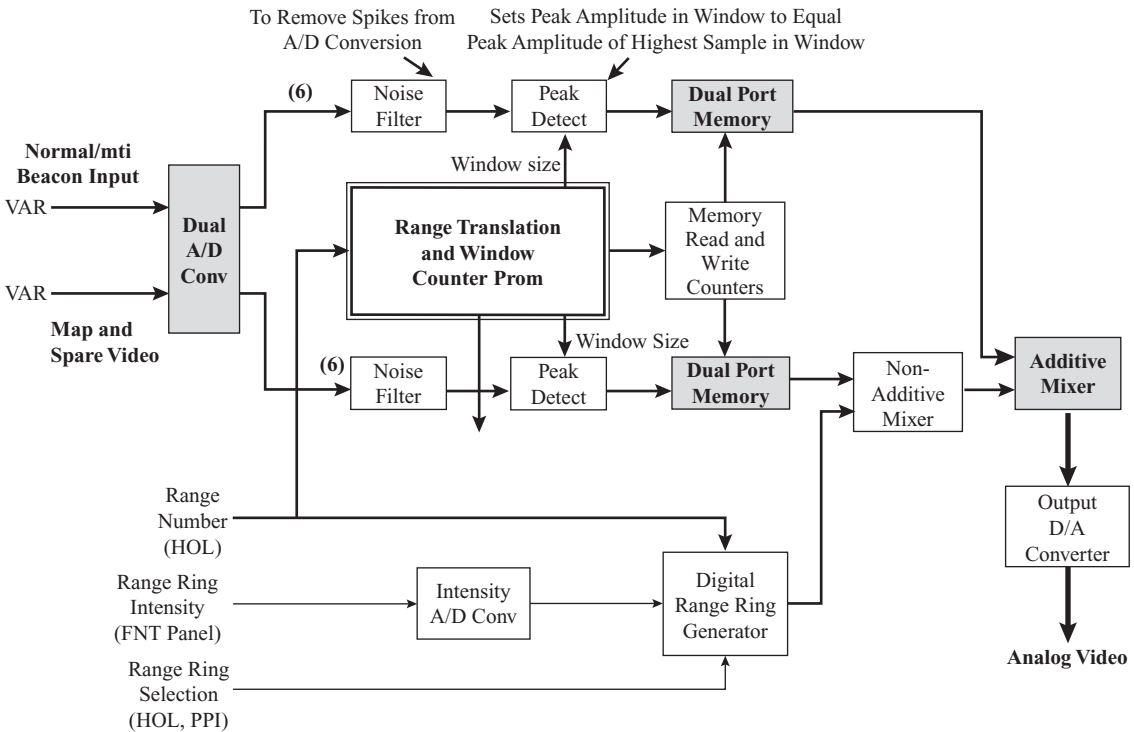 To Remove Spikes from
A/D Conversion
Sets Peak Amplitude in Window to Equal
Peak Amplitude of Highest Sample in Window
(6)
Noise
Filter
Peak
Detect
Dual Port
Memory
Normal/mti
Beacon Input
VAR
Dual
A/D
Conv
Window size
Range Translation
and Window
Counter Prom
Memory
Read and
Write
Counters
VAR
Map and
Spare Video
Window Size
(6)
Noise
Filter
Peak
Detect
Dual Port
Memory
Non-
Additive
Mixer
Additive
Mixer
Range
Number
(HOL)
Output
D/A
Converter
Range Ring
Intensity
(FNT Panel)
Intensity
A/D Conv
Digital
Range Ring
Generator
Analog Video
Range Ring
Selection
(HOL, PPI)